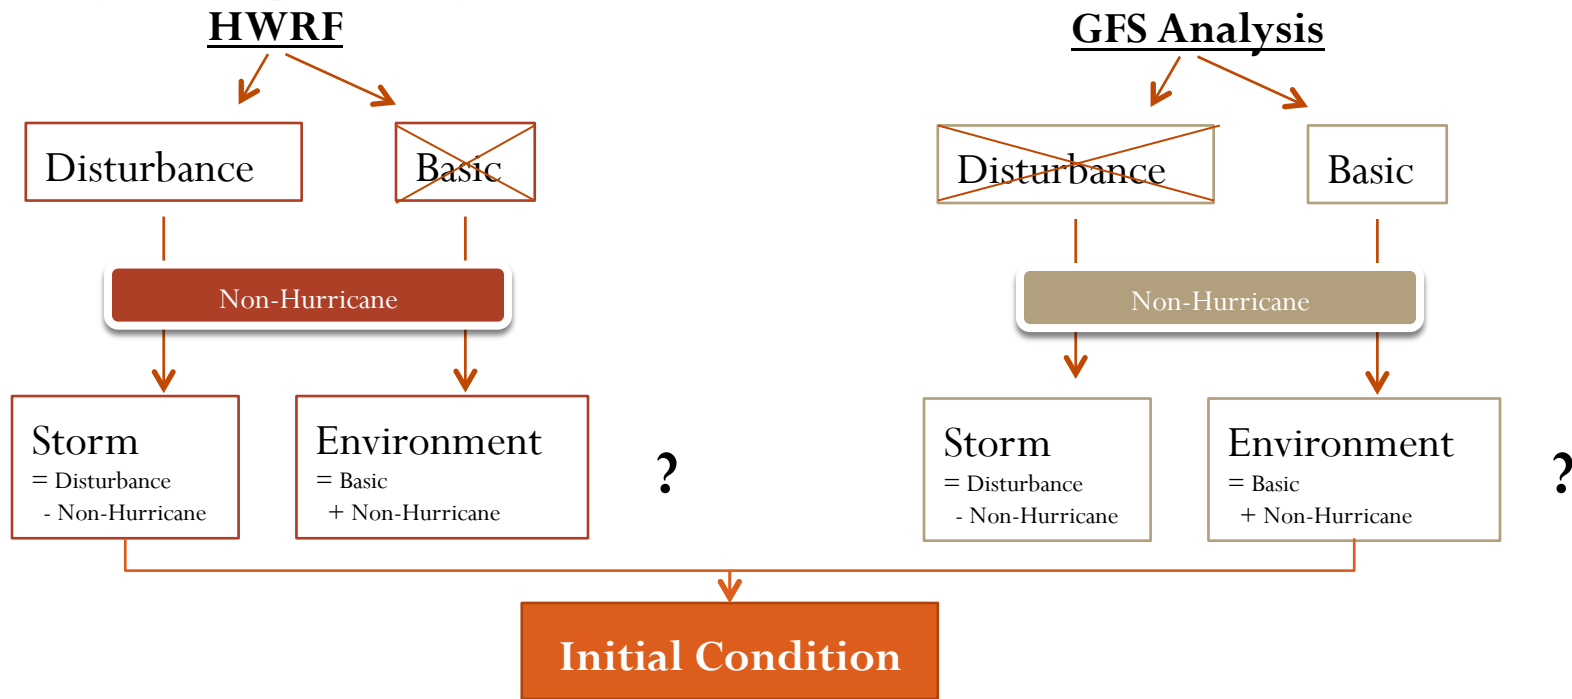 HWRF
GFS Analysis
Disturbance
Basic
Disturbance
Basic
Non-Hurricane
Non-Hurricane
Storm
= Disturbance
- Non-Hurricane
Environment
= Basic
+ Non-Hurricane
?
Storm
= Disturbance
- Non-Hurricane
Environment
= Basic
+ Non-Hurricane
?
Initial Condition